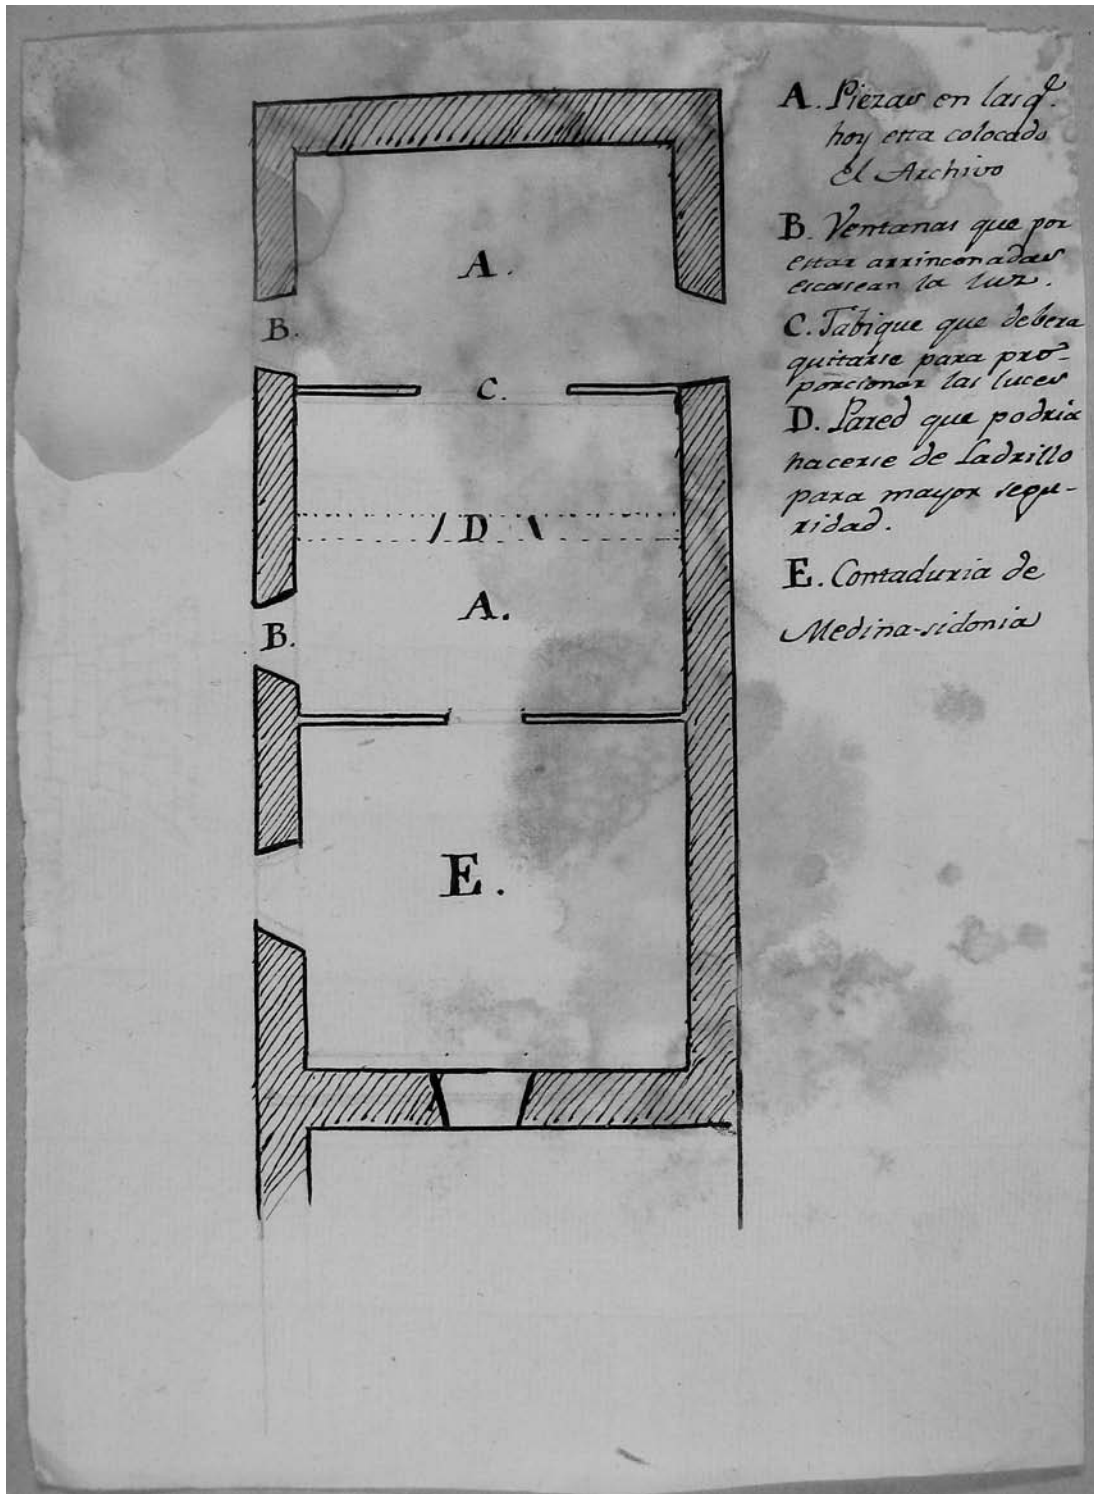 A. Piezas en las q.
hoy esta colocado
el Archivo
B. Ventanas que por
estar arrinconadas
escasean la luz.
C. Tabique que debera
quitarse para pro-
porcionar las luces
D. Pared que podria
hacerse de Ladrillo
para mayor segu-
ridad.
E. Contaduria de
Medina-sidonia
A.
B.
C.
D
A.
B.
E.